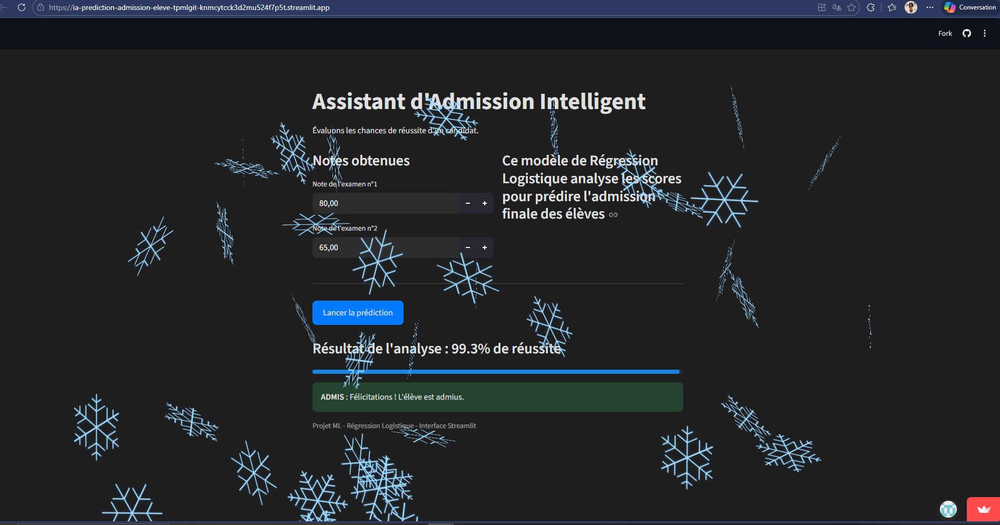 https://ia-prediction-admission-eleve-tpmlgit-knmcytcck3d2mu524f7p5t.streamlit.app
Conversation
Fork
Assistant d'Admission Intelligent
Évaluons les chances de réussite d'un candidat.
Notes obtenues
Note de l'examen n°1
80,00
Note de l'examen n°2
65,00
Ce modèle de Régression
Logistique analyse les scores
pour prédire l'admission
finale des élèves
Lancer la prédiction
Résultat de l'analyse : 99.3% de réussite
ADMIS : Félicitations ! L'élève est admius.
Projet ML - Régression Logistique - Interface Streamlit